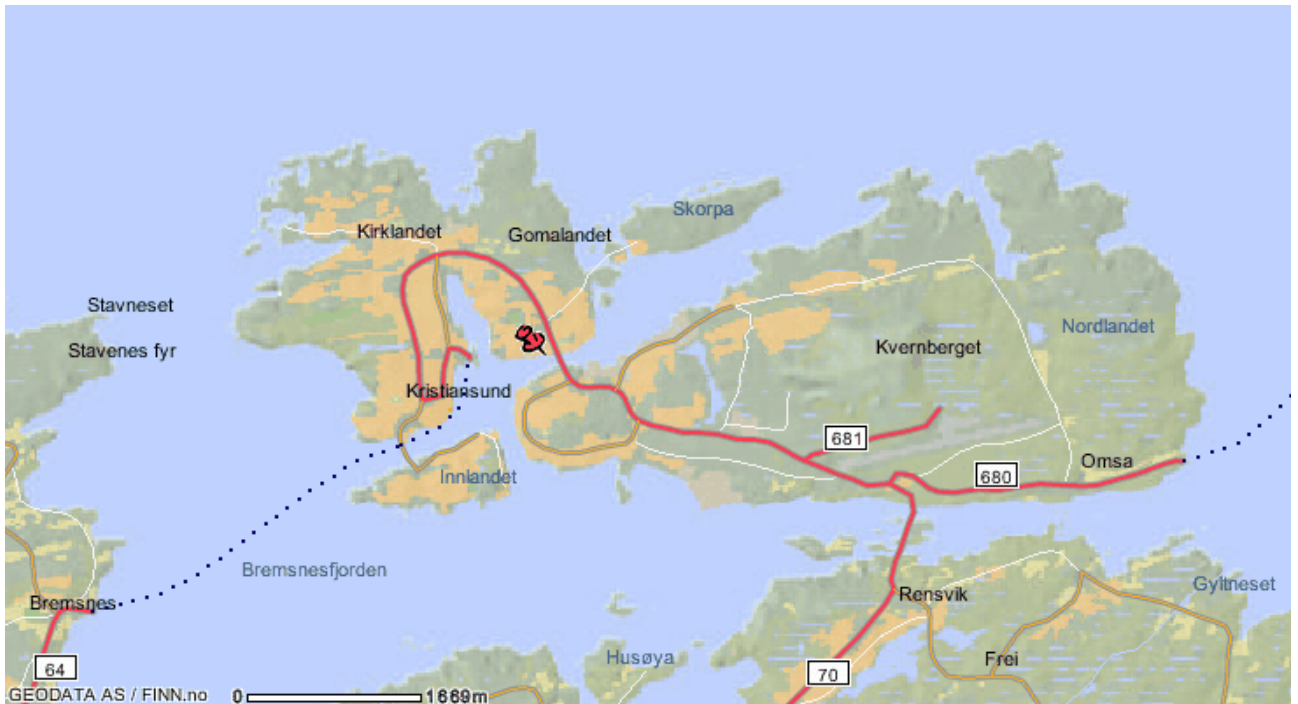 Skorpa
Kirklandet
Gomalandet
Stavneset
Nordlandet
Stavenes fyr
Kvernberget
Kristiansund
681
Omsa
Innlandet
680
Bremsnesfjorden
Gyltneset
Rensvik
Bremsnes
Husøya
Frei
64
70
GEODATA AS / FINN.no
0 1669m